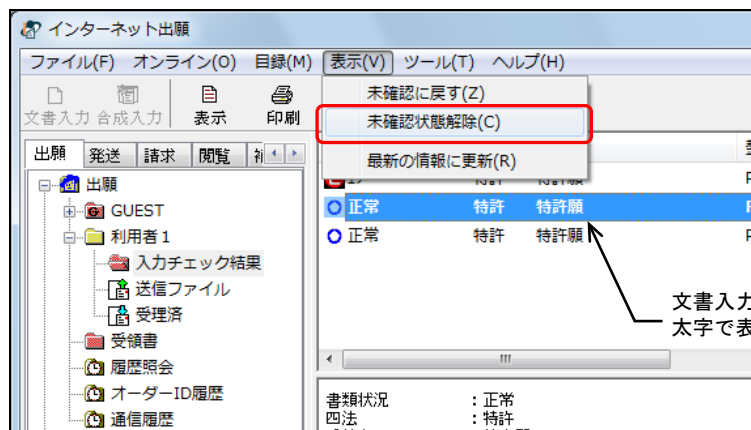 インターネット出願
ファイル(F) オンライン(O) 目録(M) 表示(V) ツール(T) ヘルプ(H)
文書入力 合成入力 表示 印刷
未確認に戻す(Z)
未確認状態解除(C)
最新の情報に更新(R)
出願 発送 請求 閲覧
出願
GUEST
利用者1
入力チェック結果
送信ファイル
受理済
受領書
履歴照会
オーダーID履歴
通信履歴
正常 特許 特許願
正常 特許 特許願
文書入力
太字で表
書類状況 :正常
四法 :特許